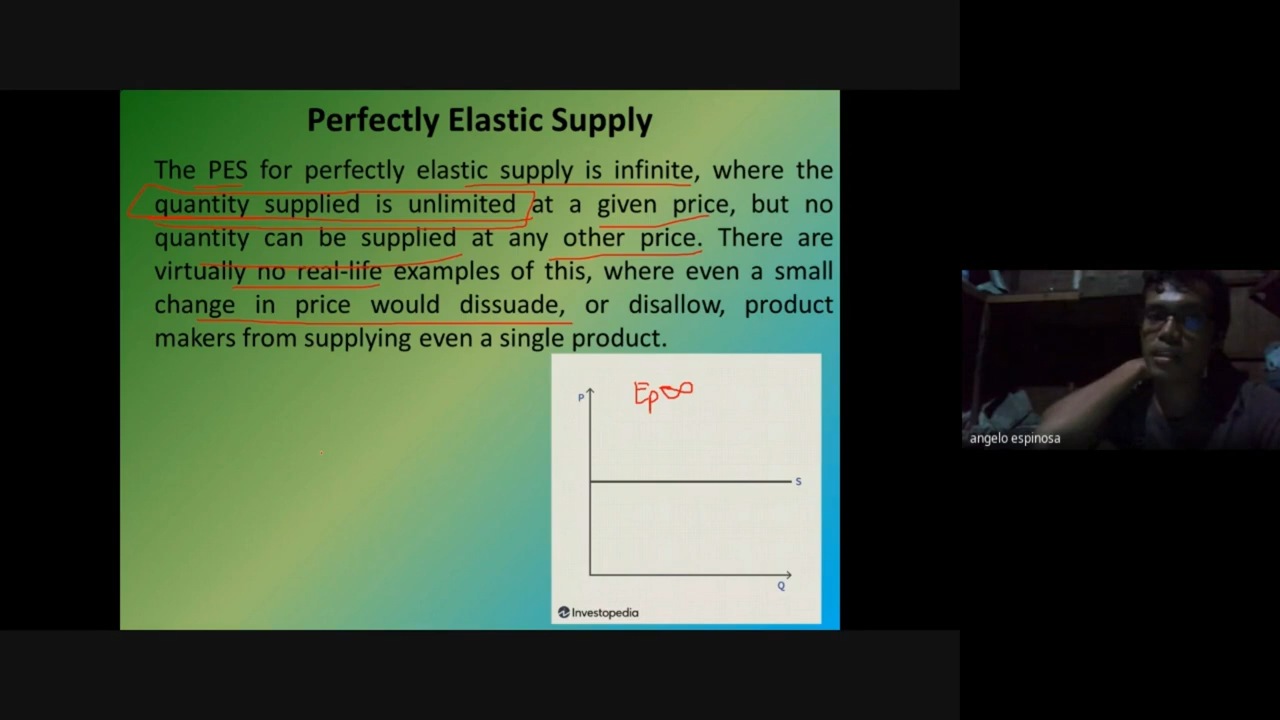 Perfectly Elastic Supply
The PES for perfectly elastic supply is infinite, where the
quantity supplied is unlimited at a given price, but no
quantity can be supplied at any other price. There are
virtually no real-life examples of this, where even a small
change in price would dissuade, or disallow, product
makers from supplying even a single product.
Ep∞
P
S
Q
Investopedia
angelo espinosa